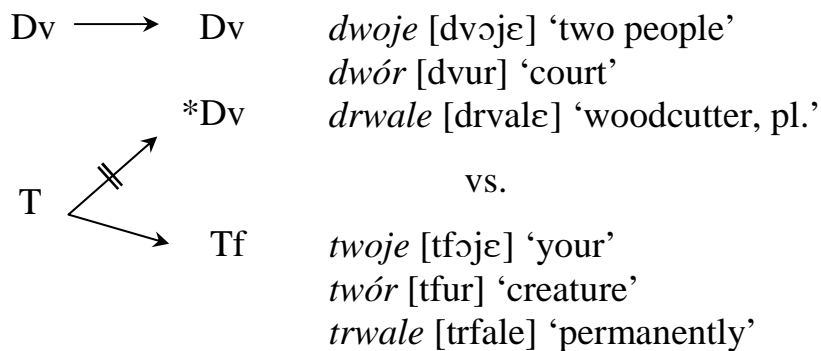 Dv Dv dwoje [dvɔjɛ] ‘two people’
dwór [dvur] ‘court’
*Dv drwale [drvalɛ] ‘woodcutter, pl.’
vs.
T
Tf twoje [tfɔjɛ] ‘your’
twór [tfur] ‘creature’
trwale [trfale] ‘permanently’